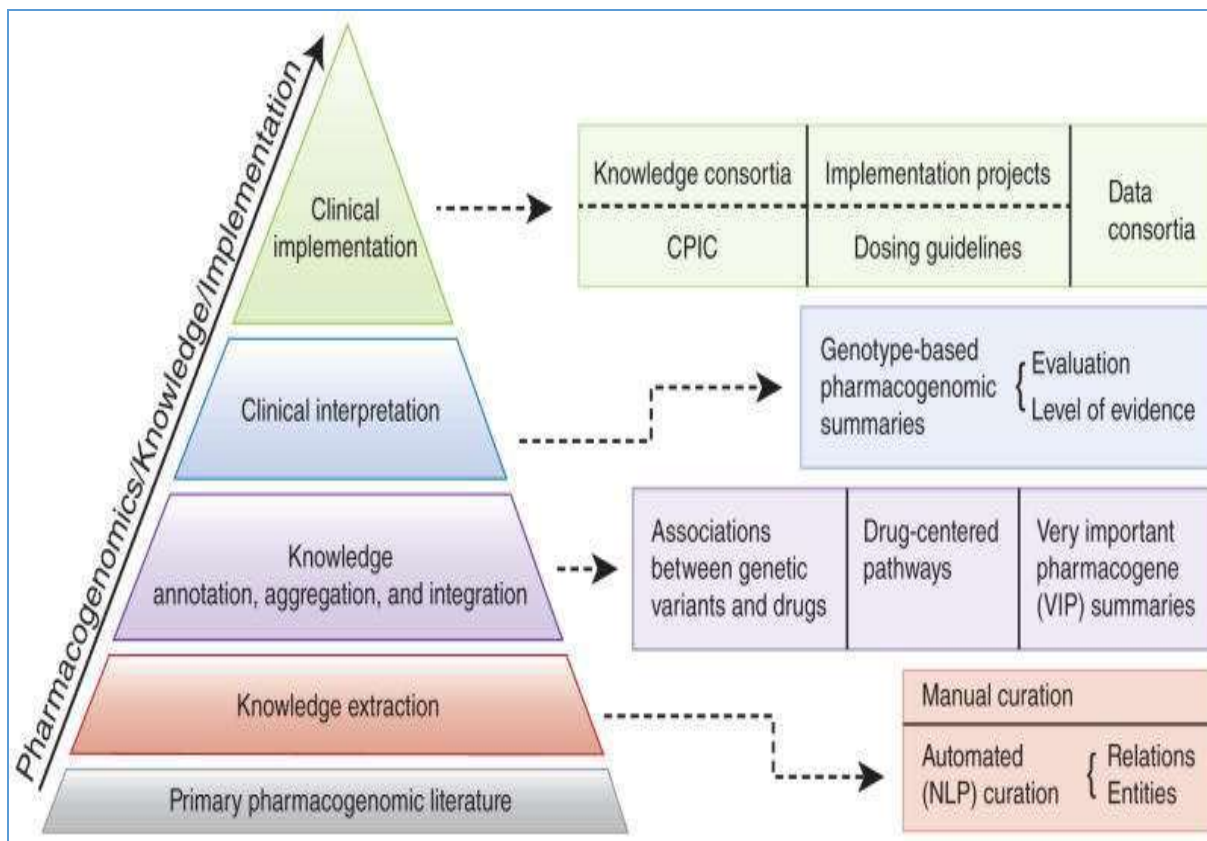 Pharmacogenomics/Knowledge/Implementation
Clinical
implementation
Knowledge consortia
CPIC
Implementation projects
Dosing guidelines
Data
consortia
Clinical interpretation
Genotype-based
pharmacogenomic
summaries
{ Evaluation
Level of evidence
Knowledge
annotation, aggregation, and integration
Associations
between genetic
variants and drugs
Drug-centered
pathways
Very important
pharmacogene
(VIP) summaries
Knowledge extraction
Manual curation
Automated
(NLP) curation
{ Relations
Entities
Primary pharmacogenomic literature